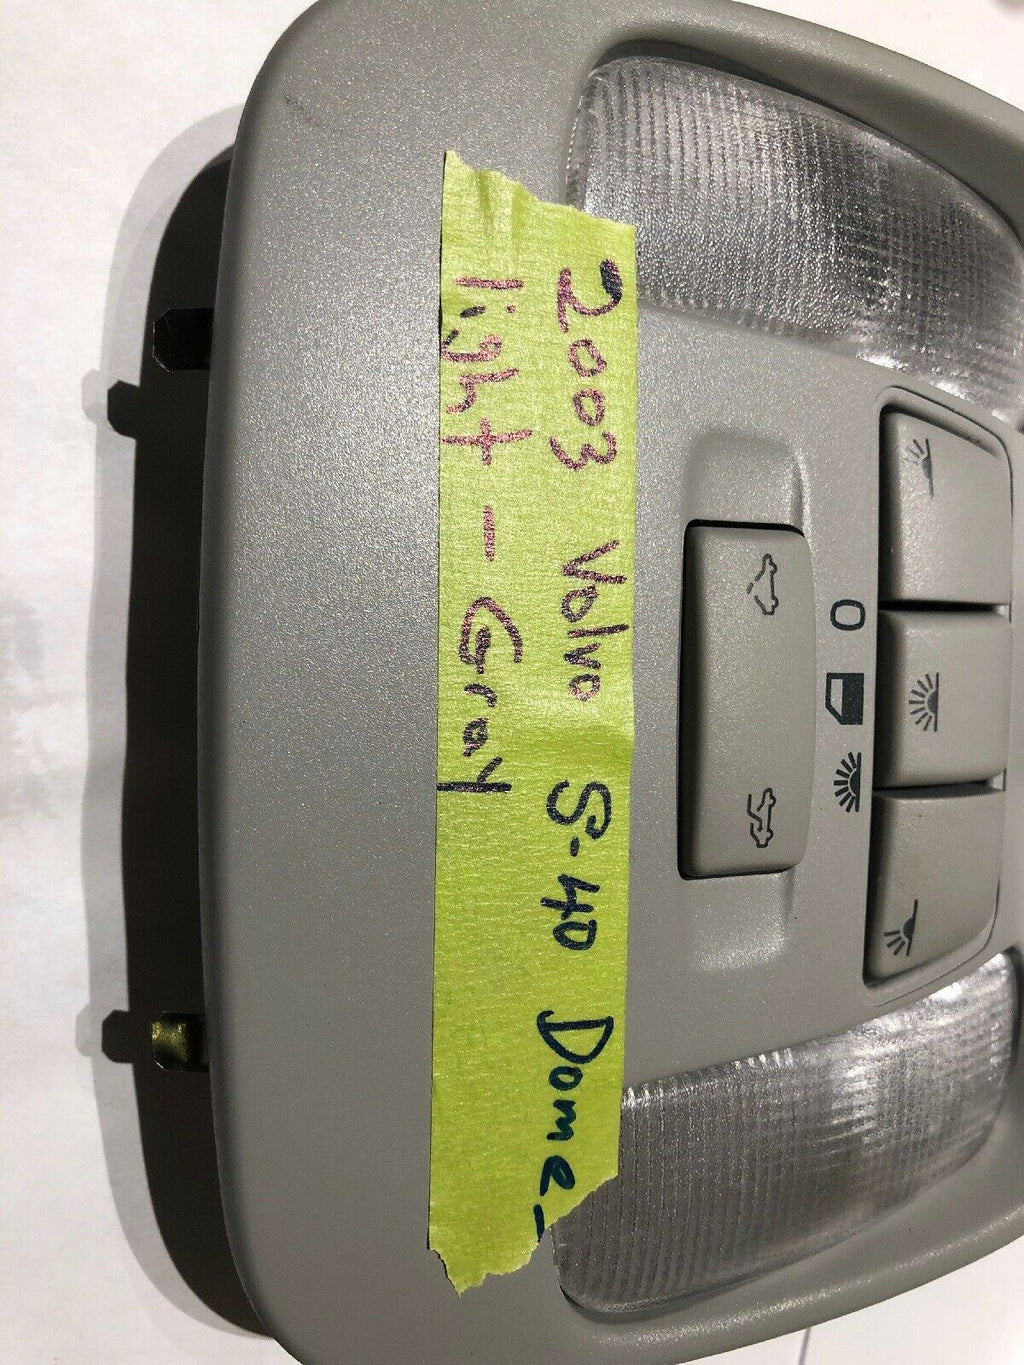 2003 Volvo S-40 Dome-
light - Gray
O